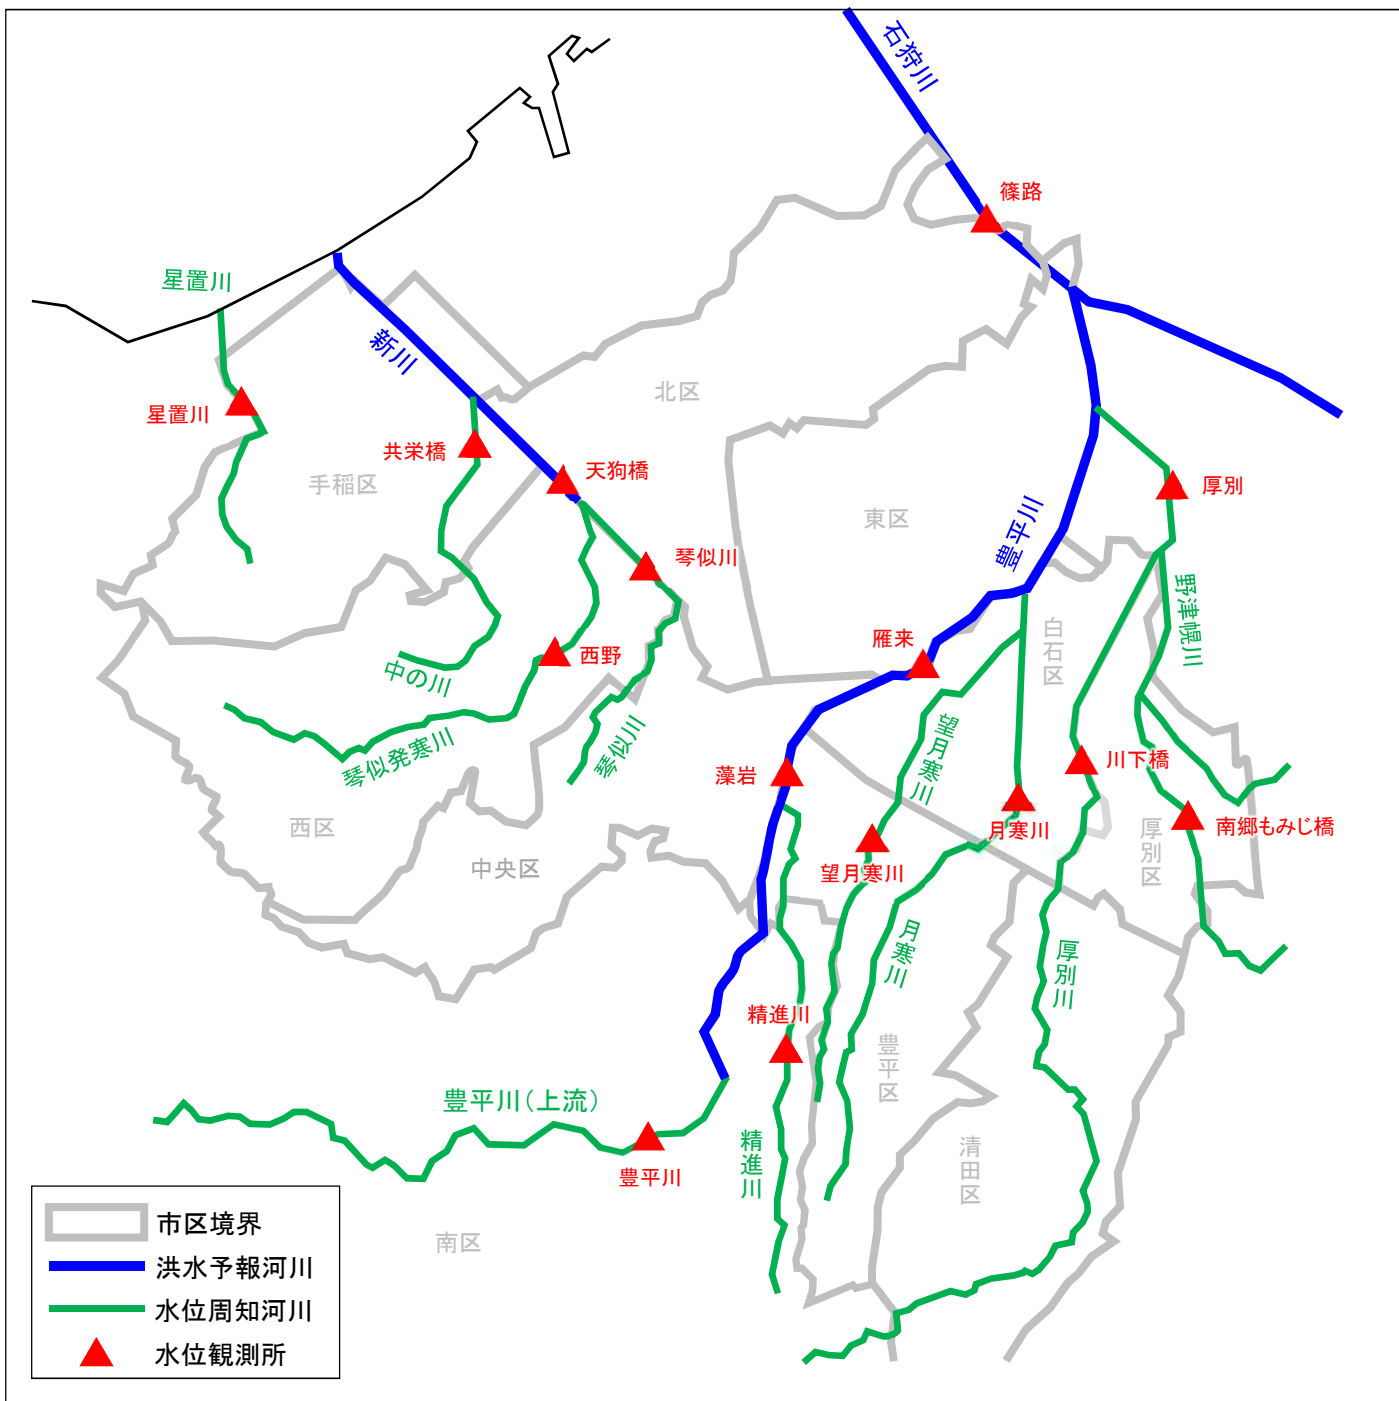 石狩川
篠路
星置川
新川
北区
星置川
共栄橋
天狗橋
手稲区
厚別
東区
豊平川
琴似川
野津幌川
白石区
雁来
西野
中の川
琴似発寒川
琴似川
望月寒川
藻岩
川下橋
西区
月寒川
南郷もみじ橋
厚別区
中央区
望月寒川
月寒川
厚別川
精進川
豊平区
豊平川(上流)
精進川
清田区
豊平川
南区
市区境界
洪水予報河川
水位周知河川
水位観測所